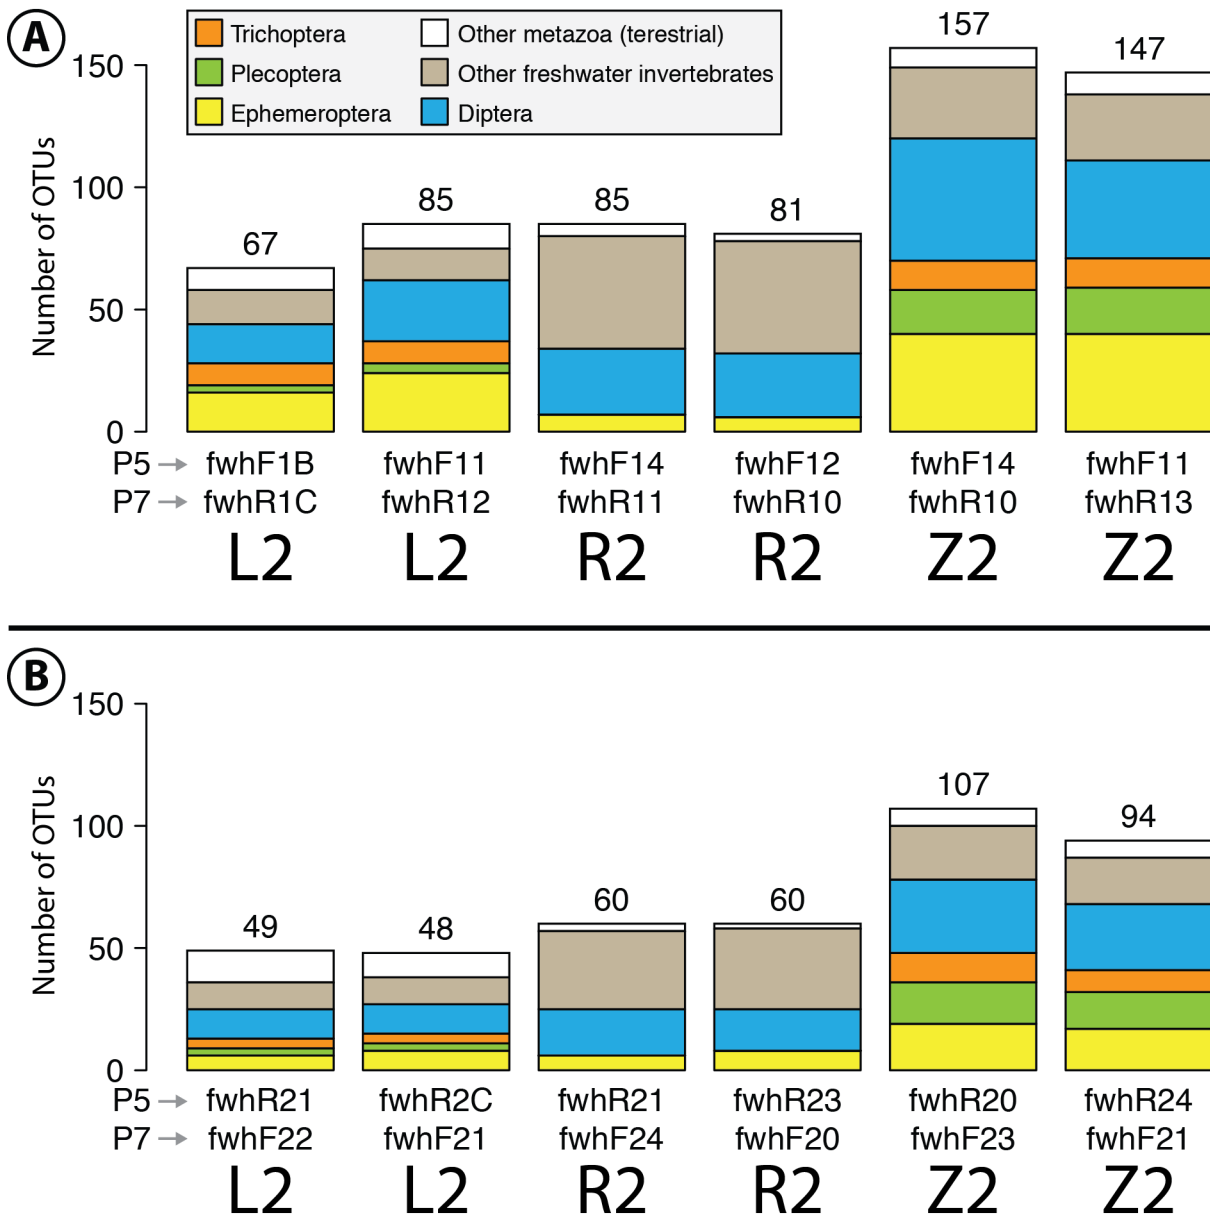 A
Trichoptera
Plecoptera
Ephemeroptera
Other metazoa (terestrial)
Other freshwater invertebrates
Diptera
Number of OTUs
150
100
50
0
67
85
85
81
157
147
P5 → fwhF1B fwhF11 fwhF14 fwhF12 fwhF14 fwhF11
P7 → fwhR1C fwhR12 fwhR11 fwhR10 fwhR10 fwhR13
L2 L2 R2 R2 Z2 Z2
B
Number of OTUs
150
100
50
0
49
48
60
60
107
94
P5 → fwhR21 fwhR2C fwhR21 fwhR23 fwhR20 fwhR24
P7 → fwhF22 fwhF21 fwhF24 fwhF20 fwhF23 fwhF21
L2 L2 R2 R2 Z2 Z2